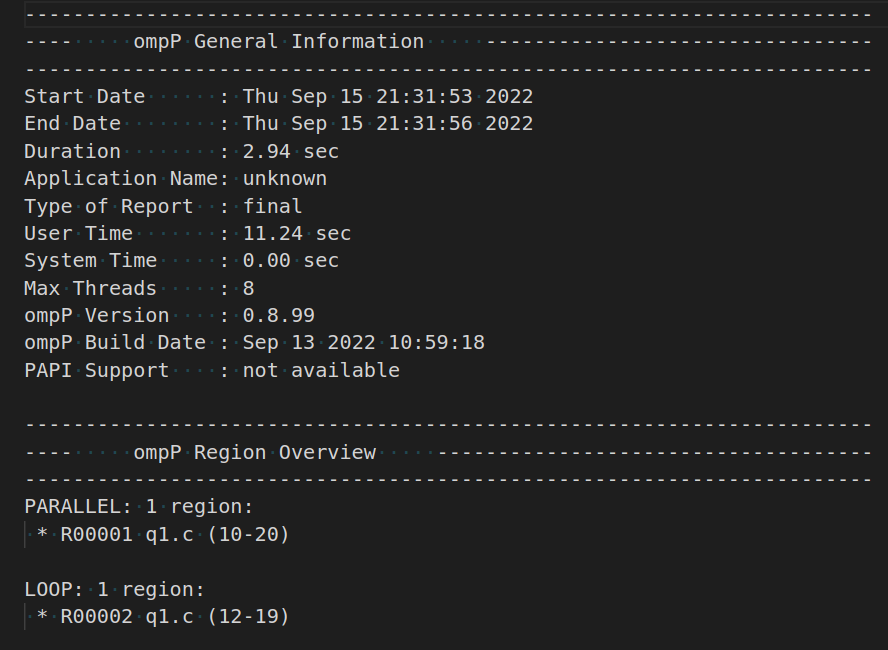 ----------------------------------------------------------------------
----     ompP General Information     --------------------------------
----------------------------------------------------------------------
Start Date      : Thu Sep 15 21:31:53 2022
End Date        : Thu Sep 15 21:31:56 2022
Duration        : 2.94 sec
Application Name: unknown
Type of Report  : final
User Time       : 11.24 sec
System Time     : 0.00 sec
Max Threads     : 8
ompP Version    : 0.8.99
ompP Build Date : Sep 13 2022 10:59:18
PAPI Support    : not available

----------------------------------------------------------------------
----     ompP Region Overview     ------------------------------------
----------------------------------------------------------------------
PARALLEL: 1 region:
 * R00001 q1.c (10-20)

LOOP: 1 region:
 * R00002 q1.c (12-19)